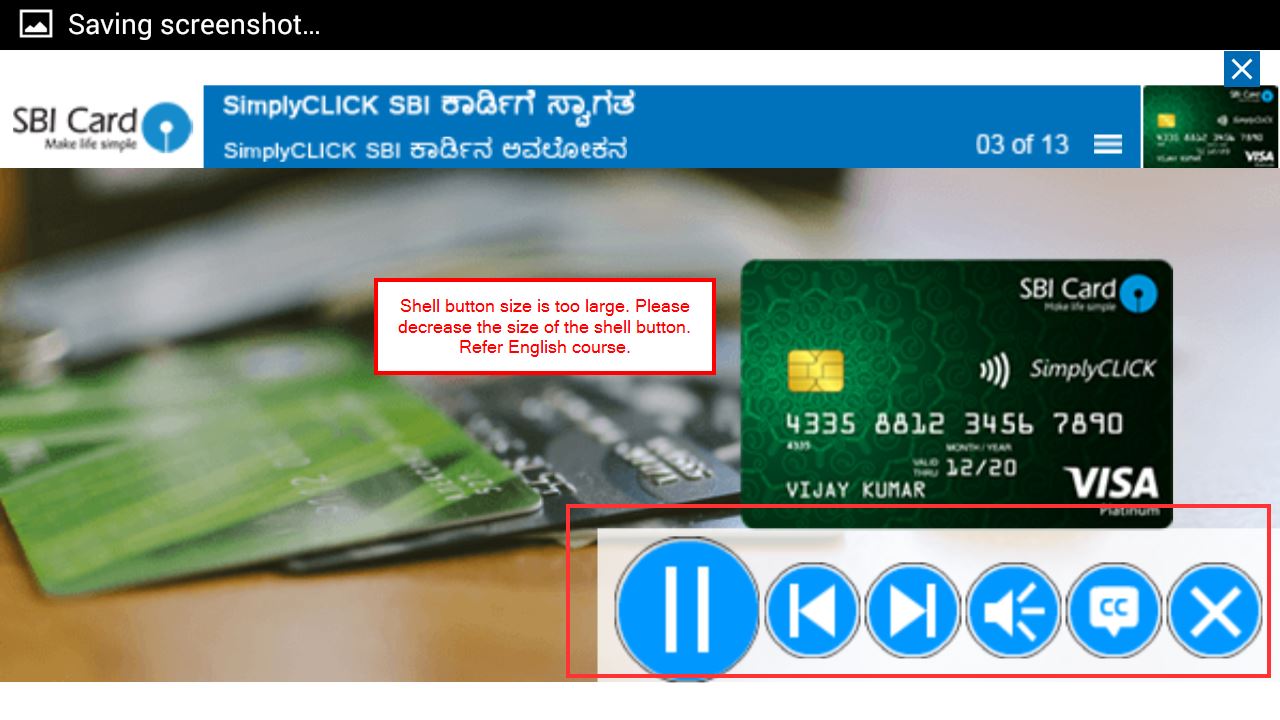 Saving screenshot...
SBI Card
Make life simple
SimplyCLICK SBI ಕಾರ್ಡಿಗೆ ಸ್ವಾಗತ
SimplyCLICK SBI ಕಾರ್ಡಿನ ಅವಲೋಕನ
03 of 13
SBI Card
SimplyCLICK
4335 8812 3456 7890
VISA
Shell button size is too large. Please
decrease the size of the shell button.
Refer English course.
SBI Card
Make life simple
SimplyCLICK
4335 8812 3456 7890
4335
MONTH / YEAR
VALID THRU 12/20
VIJAY KUMAR
VISA
Platinum
CC